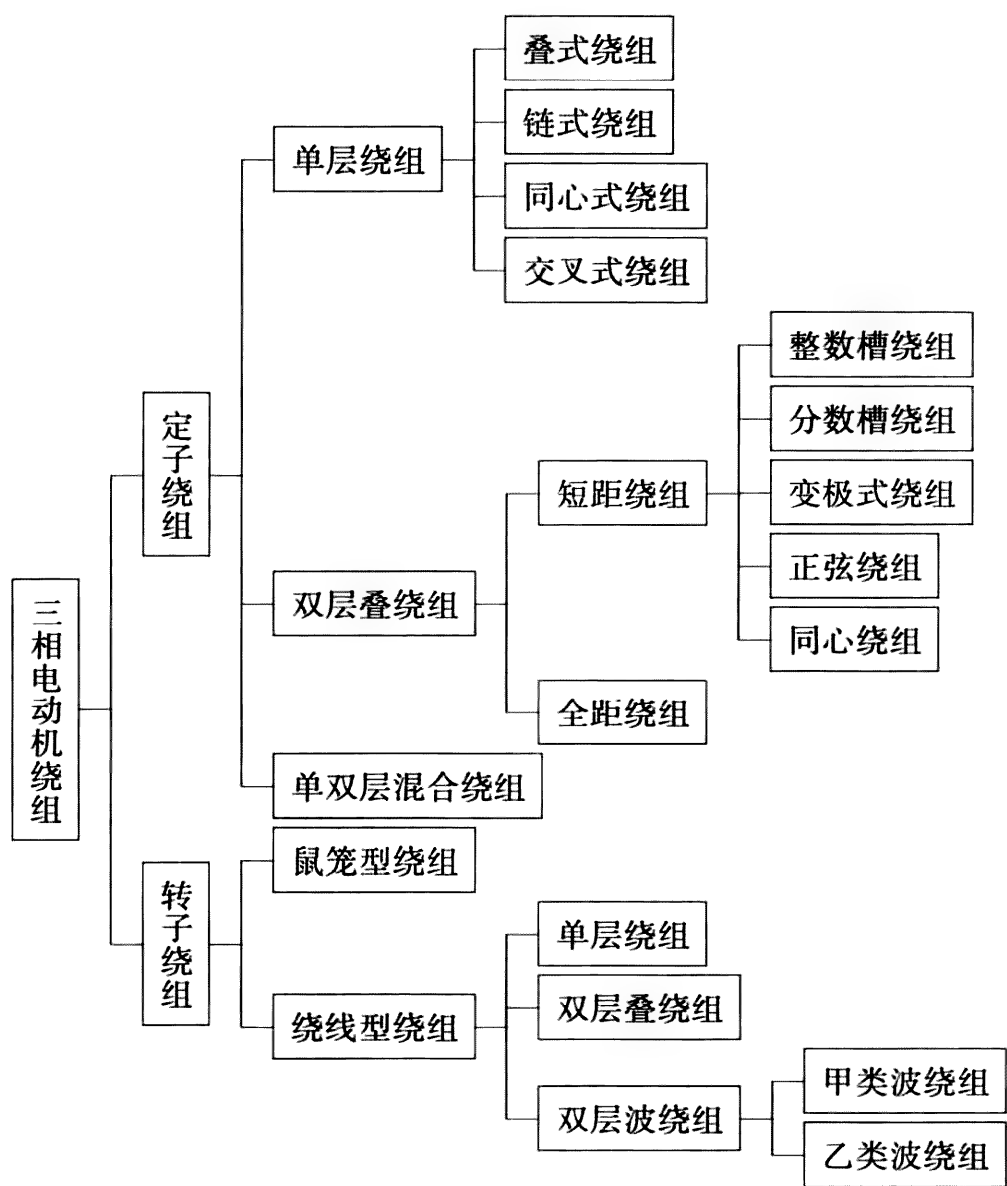 三相电动机绕组
定子绕组
单层绕组
叠式绕组
链式绕组
同心式绕组
交叉式绕组
双层叠绕组
短距绕组
整数槽绕组
分数槽绕组
变极式绕组
正弦绕组
同心绕组
全距绕组
单双层混合绕组
转子绕组
鼠笼型绕组
绕线型绕组
单层绕组
双层叠绕组
双层波绕组
甲类波绕组
乙类波绕组